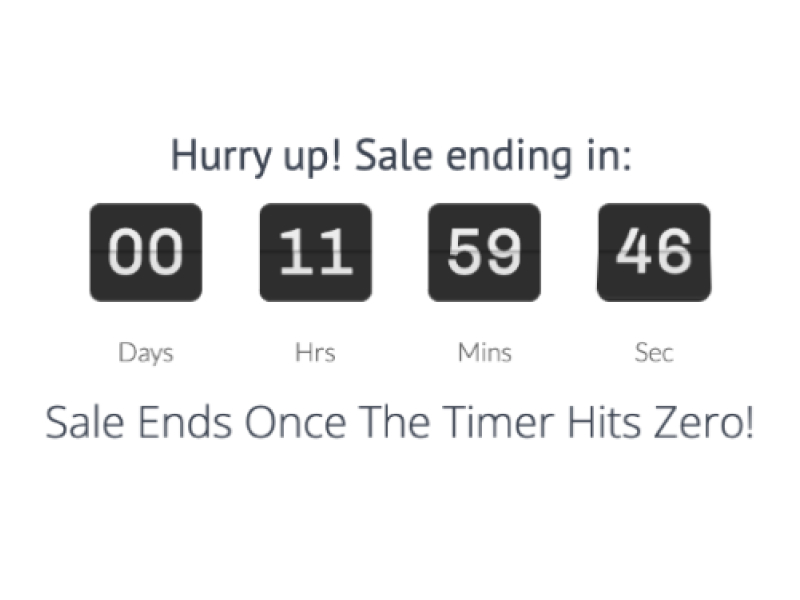 Hurry up! Sale ending in:
00 11 59 46
Days Hrs Mins Sec
Sale Ends Once The Timer Hits Zero!